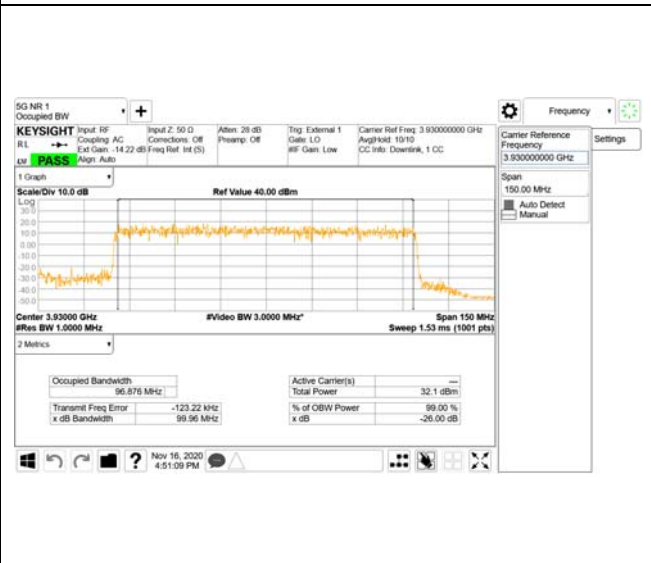 5G NR 1
Occupied BW
Frequency
KEYSIGHT
Input: RF
Input Z: 50 Ω
Atten: 28 dB
Trig: External 1
Carrier Ref Freq: 3.930000000 GHz
Coupling: AC
Corrections: Off
Preamp: Off
Gate: LO
Avg|Hold: 10/10
RL
Ext Gain: -14.22 dB
Freq Ref: Int (S)
#IF Gain: Low
CC Info: Downlink, 1 CC
PASS
Align: Auto
Carrier Reference
Frequency
3.930000000 GHz
Settings
Span
150.00 MHz
Auto Detect
Manual
1 Graph
Scale/Div 10.0 dB
Ref Value 40.00 dBm
Log
30.0
20.0
10.0
0.00
-10.0
-20.0
-30.0
-40.0
-50.0
Center 3.93000 GHz
#Video BW 3.0000 MHz*
Span 150 MHz
#Res BW 1.0000 MHz
Sweep 1.53 ms (1001 pts)
2 Metrics
Occupied Bandwidth
96.876 MHz
Active Carrier(s)
---
Total Power
32.1 dBm
Transmit Freq Error
-123.22 kHz
% of OBW Power
99.00 %
x dB Bandwidth
99.96 MHz
x dB
-26.00 dB
?
Nov 16, 2020
4:51:09 PM